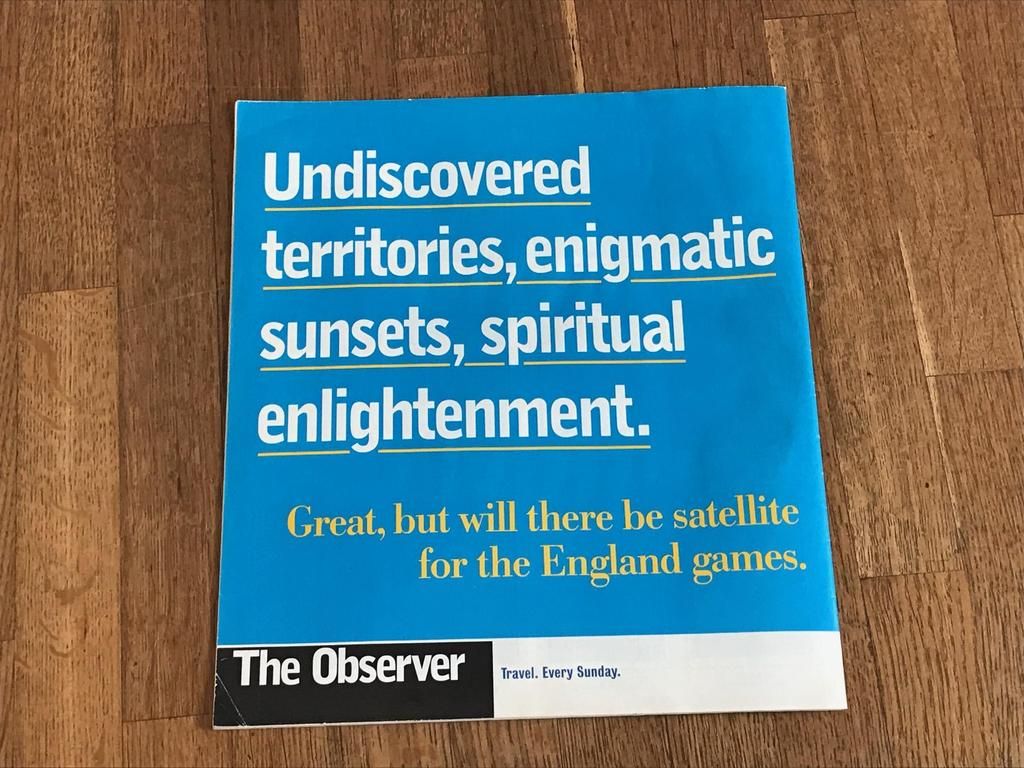 Undiscovered
territories, enigmatic
sunsets, spiritual
enlightenment.
Great, but will there be satellite
for the England games.
The Observer
Travel. Every Sunday.